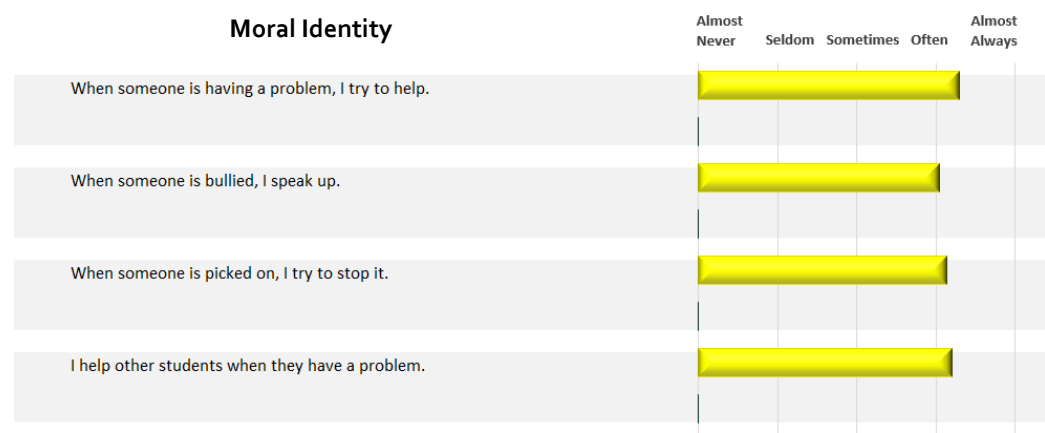 Moral Identity
Almost Never
Seldom
Sometimes
Often
Almost Always
When someone is having a problem, I try to help.
When someone is bullied, I speak up.
When someone is picked on, I try to stop it.
I help other students when they have a problem.